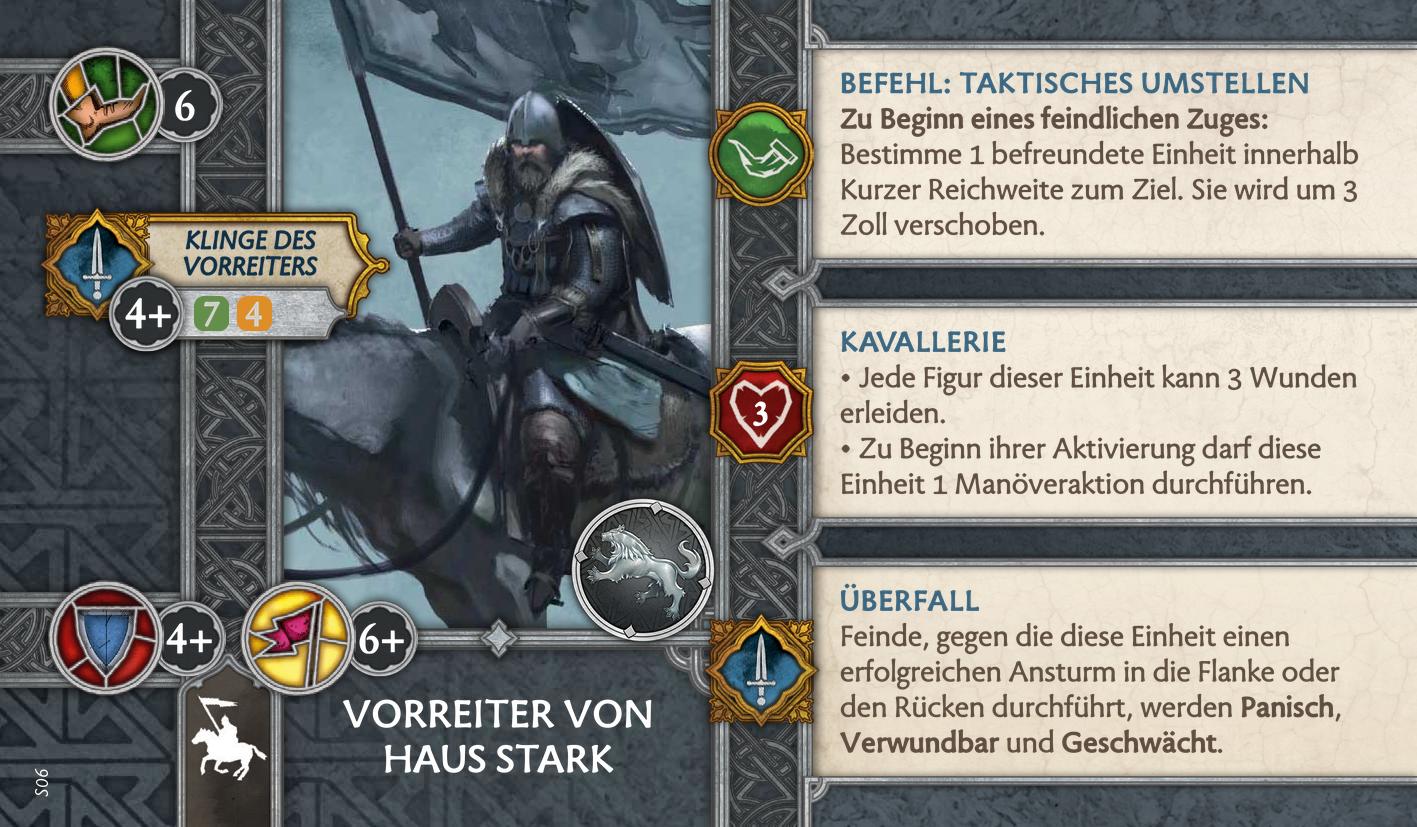 6
KLINGE DES
VORREITERS
4+ 7 4
4+
6+
VORREITER VON
HAUS STARK
S06
BEFEHL: TAKTISCHES UMSTELLEN
Zu Beginn eines feindlichen Zuges:
Bestimme 1 befreundete Einheit innerhalb
Kurzer Reichweite zum Ziel. Sie wird um 3
Zoll verschoben.
3
KAVALLERIE
• Jede Figur dieser Einheit kann 3 Wunden
erleiden.
• Zu Beginn ihrer Aktivierung darf diese
Einheit 1 Manöveraktion durchführen.
ÜBERFALL
Feinde, gegen die diese Einheit einen
erfolgreichen Ansturm in die Flanke oder
den Rücken durchführt, werden Panisch,
Verwundbar und Geschwächt.